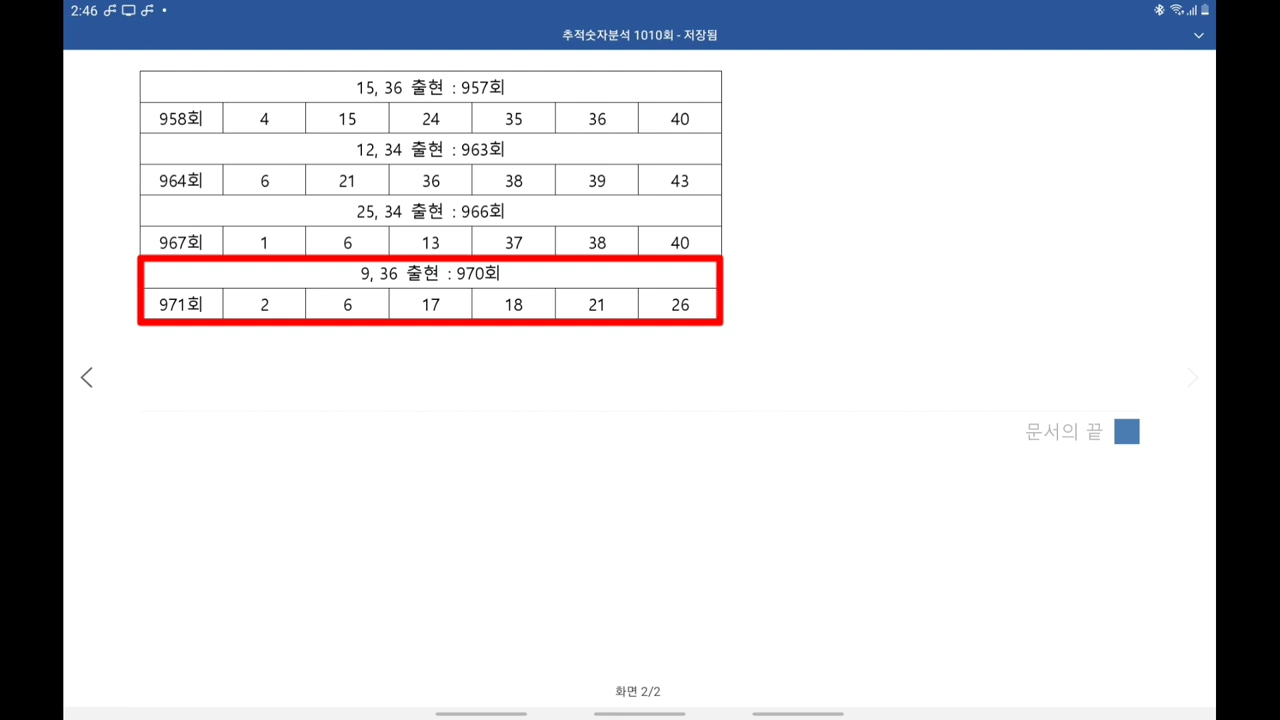 2:46
추적숫자분석 1010회 - 저장됨
15, 36 출현 : 957회
958회 4 15 24 35 36 40
12, 34 출현 : 963회
964회 6 21 36 38 39 43
25, 34 출현 : 966회
967회 1 6 13 37 38 40
9, 36 출현 : 970회
971회 2 6 17 18 21 26
문서의 끝
화면 2/2